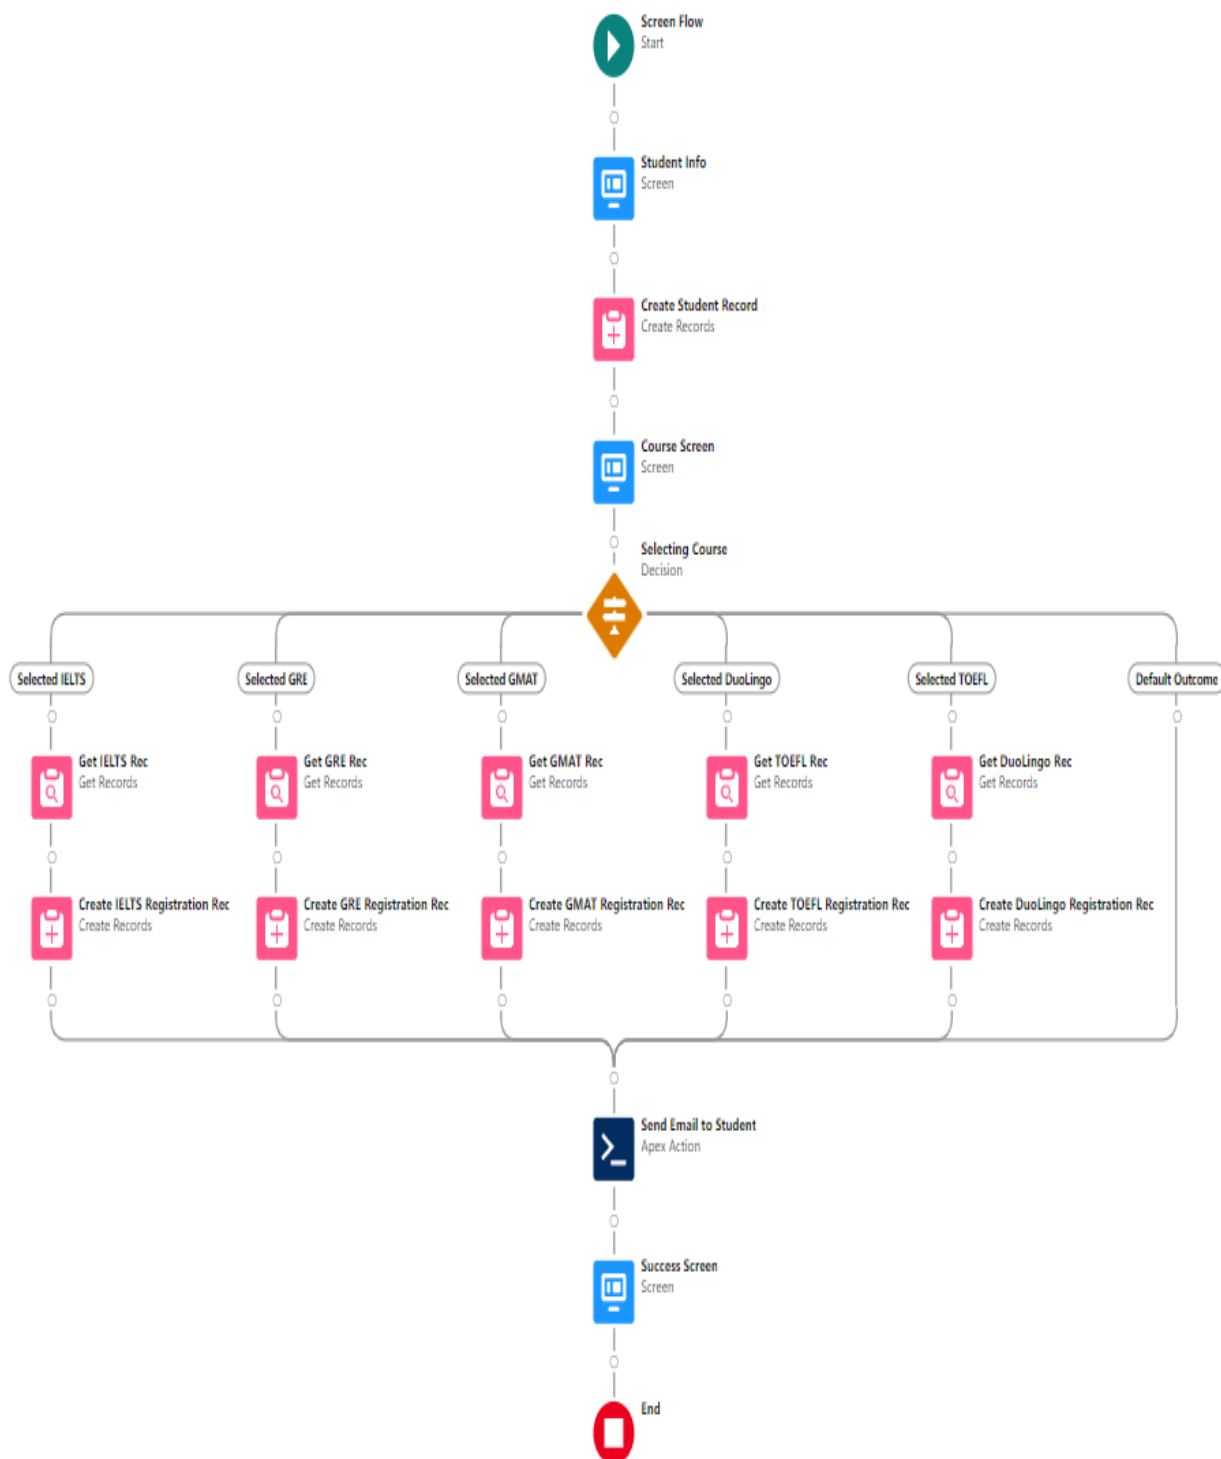 Screen Flow
Start
Student Info
Screen
Create Student Record
Create Records
Course Screen
Screen
Selecting Course
Decision
Selected IELTS
Selected GRE
Selected GMAT
Selected DuoLingo
Selected TOEFL
Default Outcome
Get IELTS Rec
Get Records
Get GRE Rec
Get Records
Get GMAT Rec
Get Records
Get TOEFL Rec
Get Records
Get DuoLingo Rec
Get Records
Create IELTS Registration Rec
Create Records
Create GRE Registration Rec
Create Records
Create GMAT Registration Rec
Create Records
Create TOEFL Registration Rec
Create Records
Create DuoLingo Registration Rec
Create Records
Send Email to Student
Apex Action
Success Screen
Screen
End